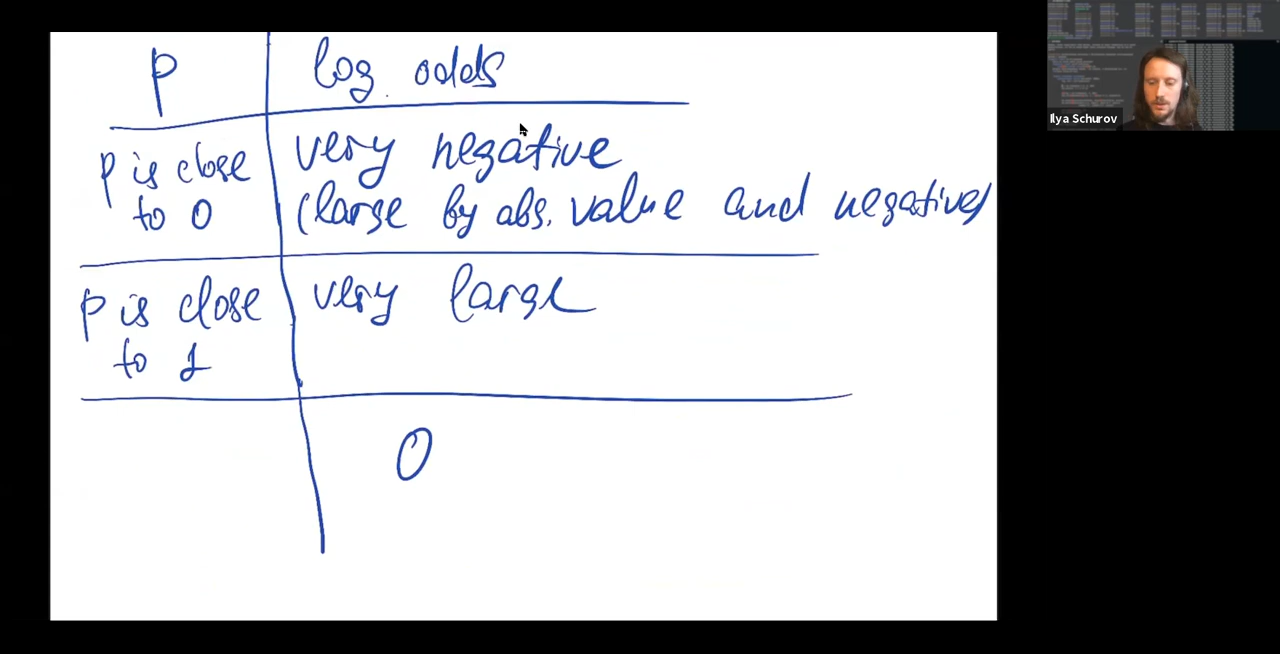 p log odds
p is close to 0 very negative
(large by abs. value and negative)
p is close to 1 very large
0
Ilya Schurov